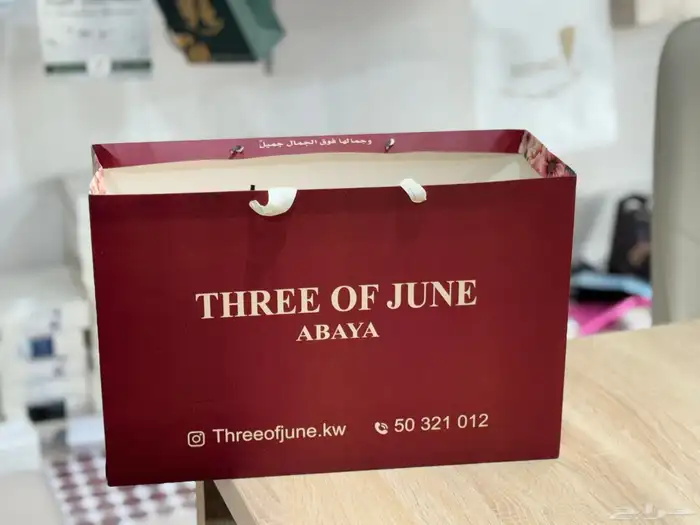 وجمالها فوق الجمال جميلٌ
THREE OF JUNE
ABAYA
Threeofjune.kw
50 321 012